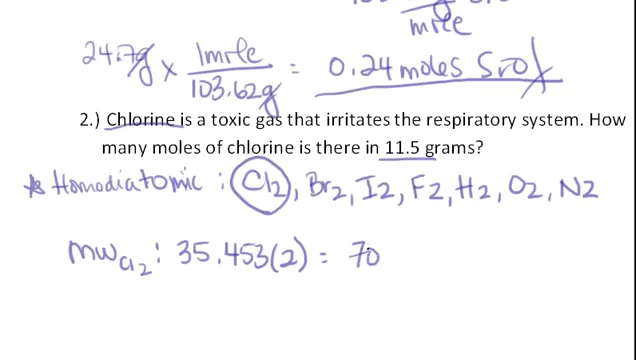 mole
24.7g x 1mole / 103.62g = 0.24 moles SrO
2.) Chlorine is a toxic gas that irritates the respiratory system. How
many moles of chlorine is there in 11.5 grams?
* Homodiatomic : Cl2, Br2, I2, F2, H2, O2, N2
MW Cl2 : 35.453(2) = 70